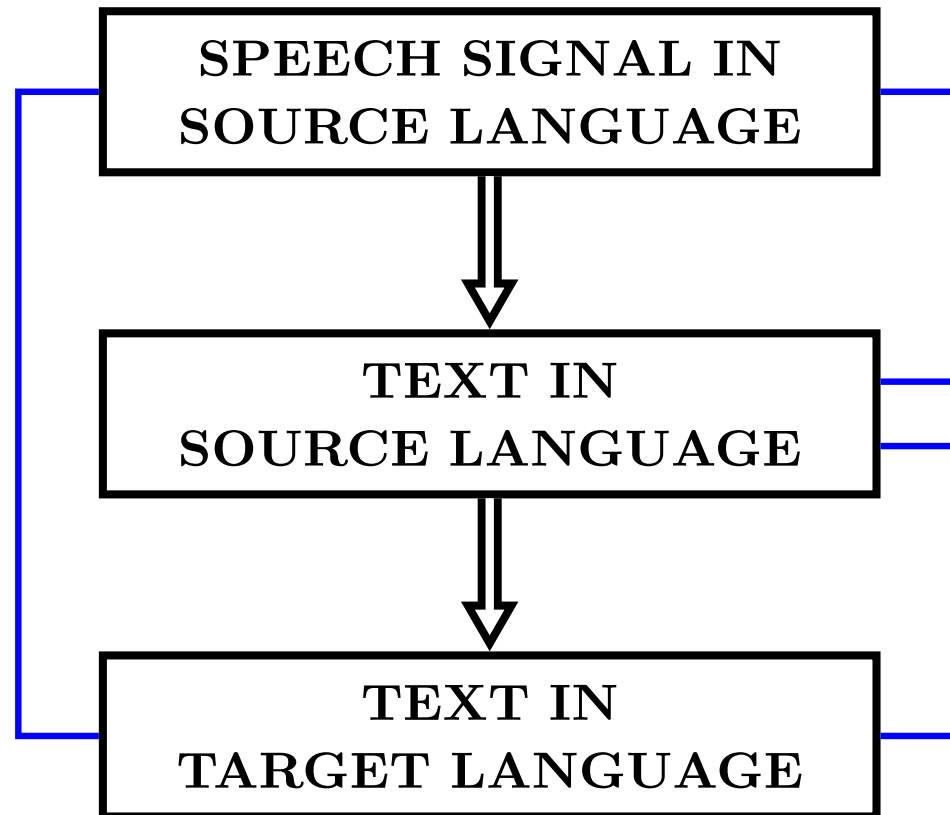 SPEECH SIGNAL IN
SOURCE LANGUAGE
TEXT IN
SOURCE LANGUAGE
TEXT IN
TARGET LANGUAGE